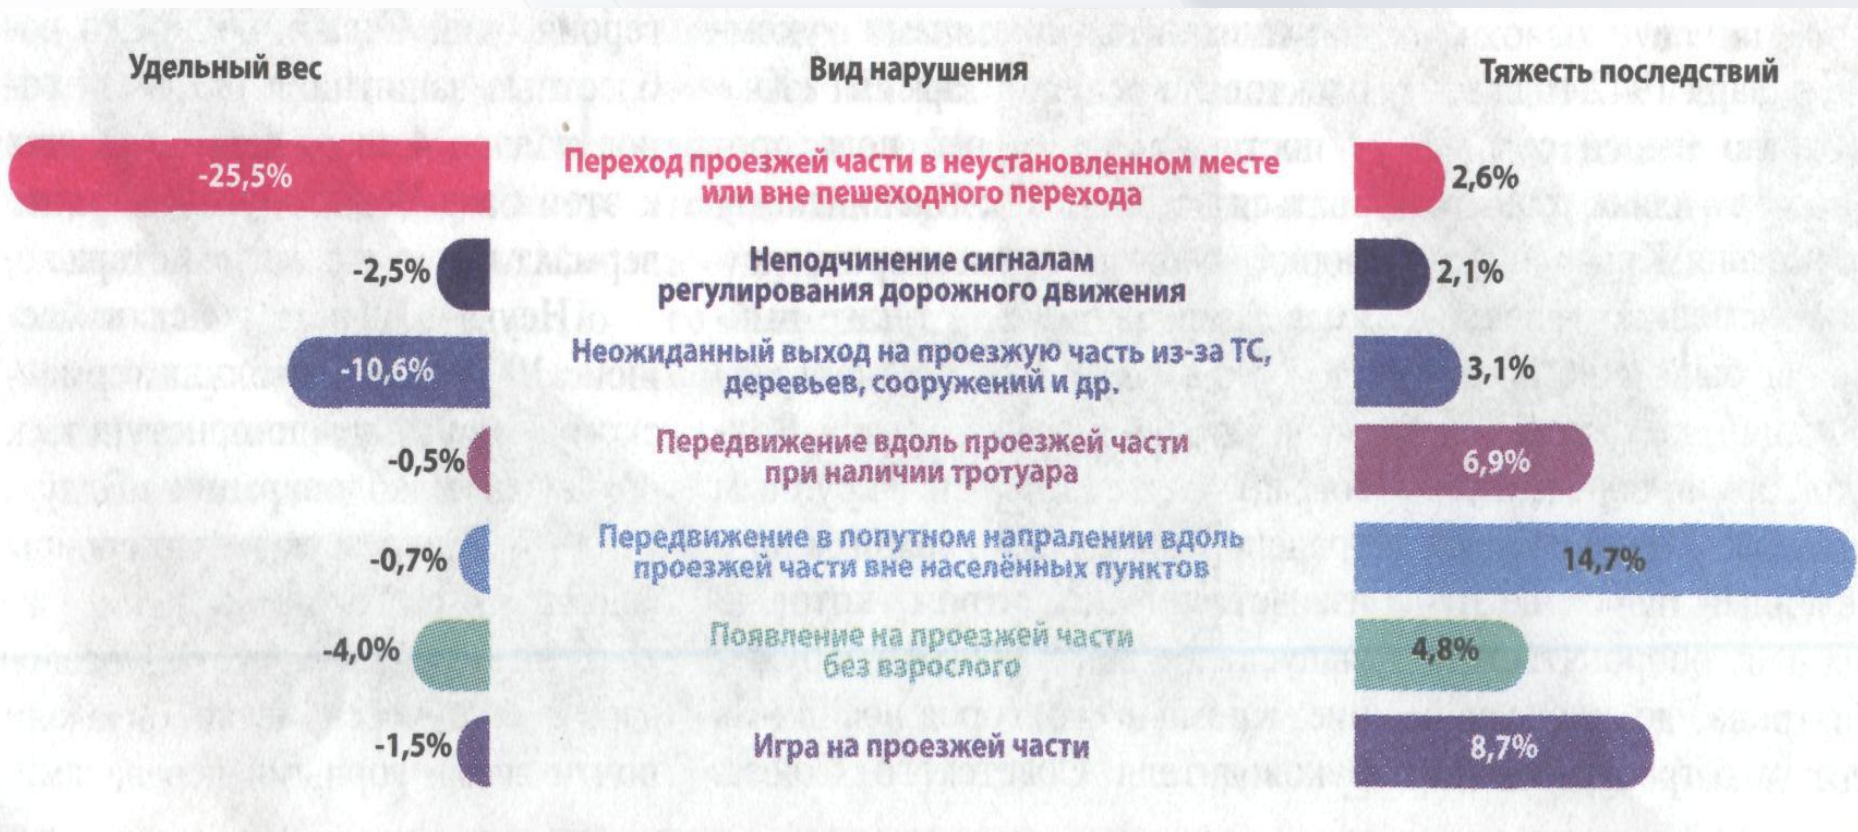 Удельный вес
Вид нарушения
Тяжесть последствий
-25,5%
Переход проезжей части в неустановленном месте
или вне пешеходного перехода
2,6%
-2,5%
Неподчинение сигналам
регулирования дорожного движения
2,1%
-10,6%
Неожиданный выход на проезжую часть из-за ТС,
деревьев, сооружений и др.
3,1%
-0,5%
Передвижение вдоль проезжей части
при наличии тротуара
6,9%
-0,7%
Передвижение в попутном напралении вдоль
проезжей части вне населённых пунктов
14,7%
-4,0%
Появление на проезжей части
без взрослого
4,8%
-1,5%
Игра на проезжей части
8,7%